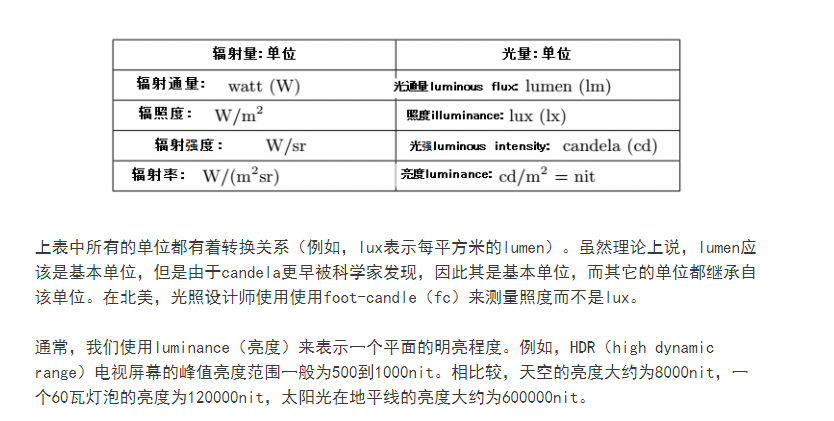 辐射量:单位 光量:单位
辐射通量: watt (W) 光通量luminous flux: lumen (lm)
辐照度: W/m² 照度illuminance: lux (lx)
辐射强度: W/sr 光强luminous intensity: candela (cd)
辐射率: W/(m²sr) 亮度luminance: cd/m² = nit
上表中所有的单位都有着转换关系（例如，lux表示每平方米的lumen）。虽然理论上说，lumen应
该是基本单位，但是由于candela更早被科学家发现，因此其是基本单位，而其它的单位都继承自
该单位。在北美，光照设计师使用使用foot-candle（fc）来测量照度而不是lux。
通常，我们使用luminance（亮度）来表示一个平面的明亮程度。例如，HDR（high dynamic
range）电视屏幕的峰值亮度范围一般为500到1000nit。相比较，天空的亮度大约为8000nit，一
个60瓦灯泡的亮度为120000nit，太阳光在地平线的亮度大约为600000nit。